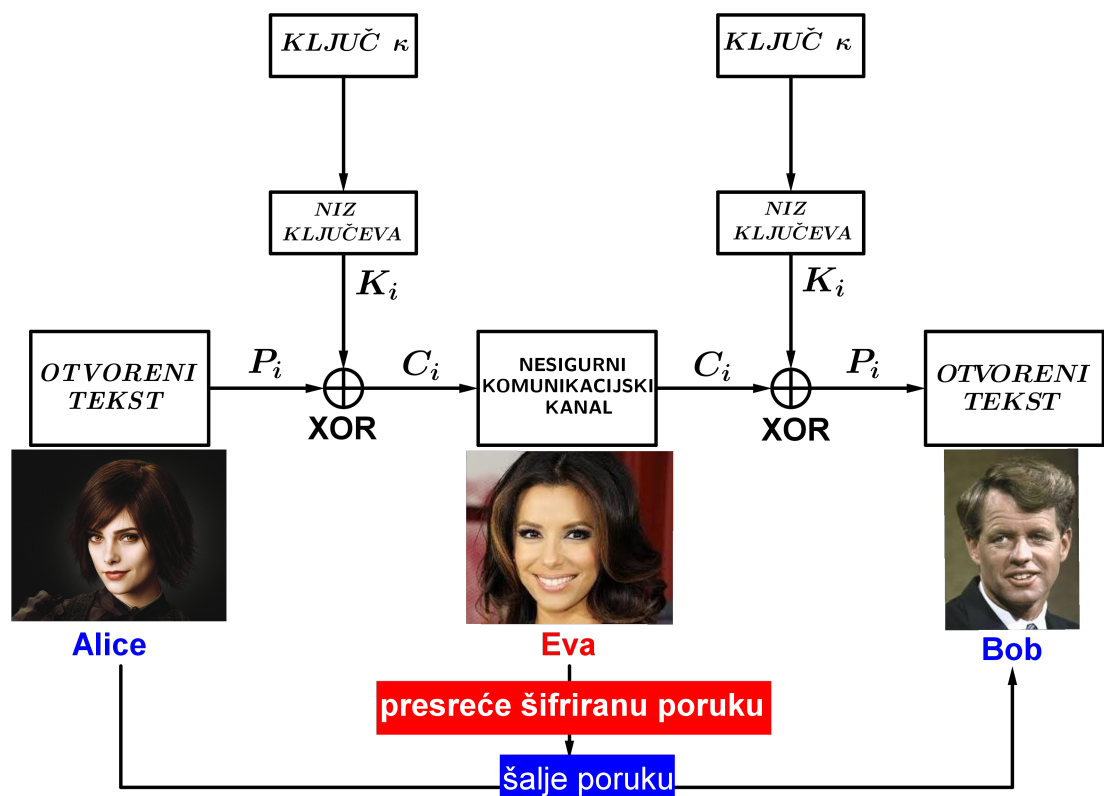 KLJUČ κ
KLJUČ κ
NIZ
KLJUČEVA
NIZ
KLJUČEVA
K_i
K_i
OTVORENI
TEKST
P_i
XOR
C_i
NESIGURNI
KOMUNIKACIJSKI
KANAL
C_i
XOR
P_i
OTVORENI
TEKST
Alice
Eva
Bob
presreće šifriranu poruku
šalje poruku